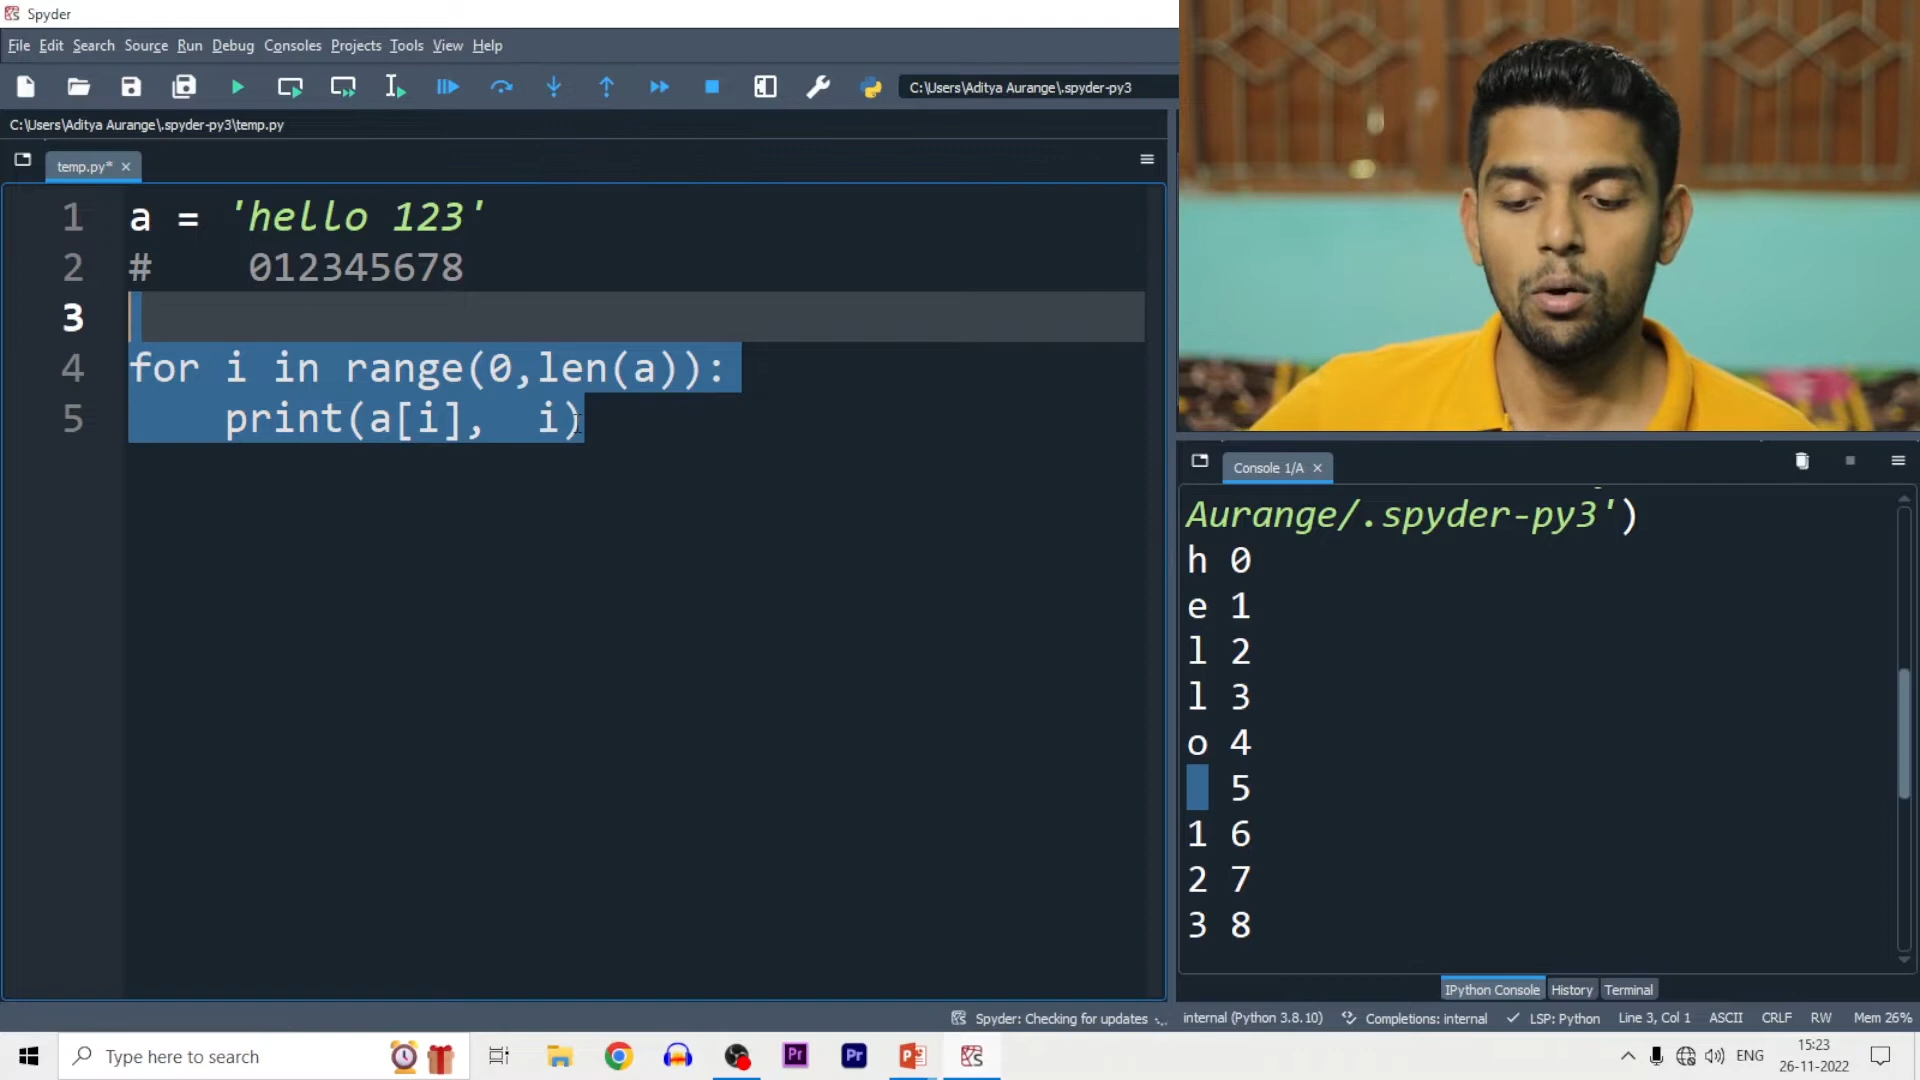 Spyder
File Edit Search Source Run Debug Consoles Projects Tools View Help
C:\Users\Aditya Aurange\.spyder-py3
C:\Users\Aditya Aurange\.spyder-py3\temp.py
temp.py*
1 a = 'hello 123'
2 # 012345678
3
4 for i in range(0,len(a)):
5 print(a[i], i)
Console 1/A
Aurange/.spyder-py3')
h 0
e 1
l 2
l 3
o 4
5
1 6
2 7
3 8
IPython Console History Terminal
Spyder: Checking for updates internal (Python 3.8.10) Completions: internal LSP: Python Line 3, Col 1 ASCII CRLF RW Mem 26%
Type here to search
Pr
Pr
ENG
15:23
26-11-2022